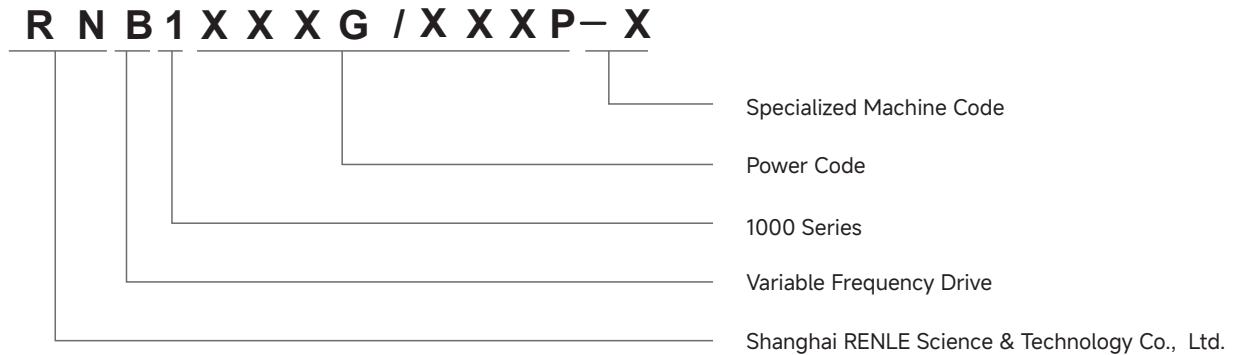 R N B 1 X X X G / X X X P – X
Specialized Machine Code
Power Code
1000 Series
Variable Frequency Drive
Shanghai RENLE Science & Technology Co., Ltd.